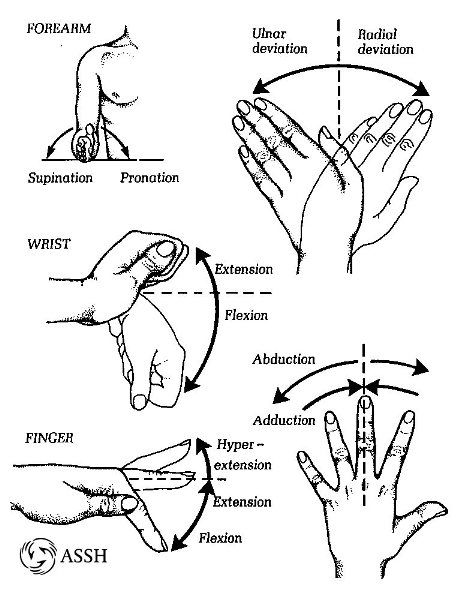 FOREARM
Supination
Pronation
Ulnar
deviation
Radial
deviation
WRIST
Extension
Flexion
Abduction
Adduction
FINGER
Hyper-
extension
Extension
Flexion
ASSH